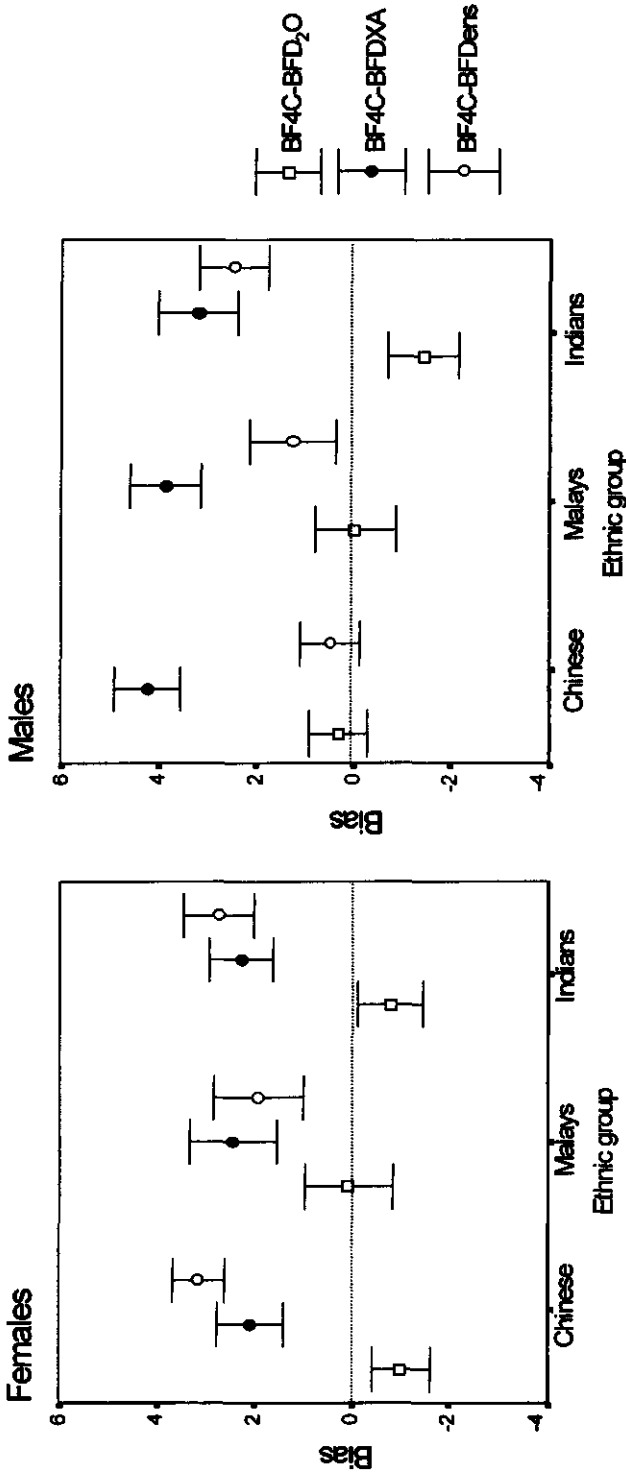 Females
Bias
6
4
2
0
-2
-4
Chinese Malays Indians
Ethnic group
Males
Bias
6
4
2
0
-2
-4
Chinese Malays Indians
Ethnic group
BF4C-BFD₂O
BF4C-BFDXA
BF4C-BFDens